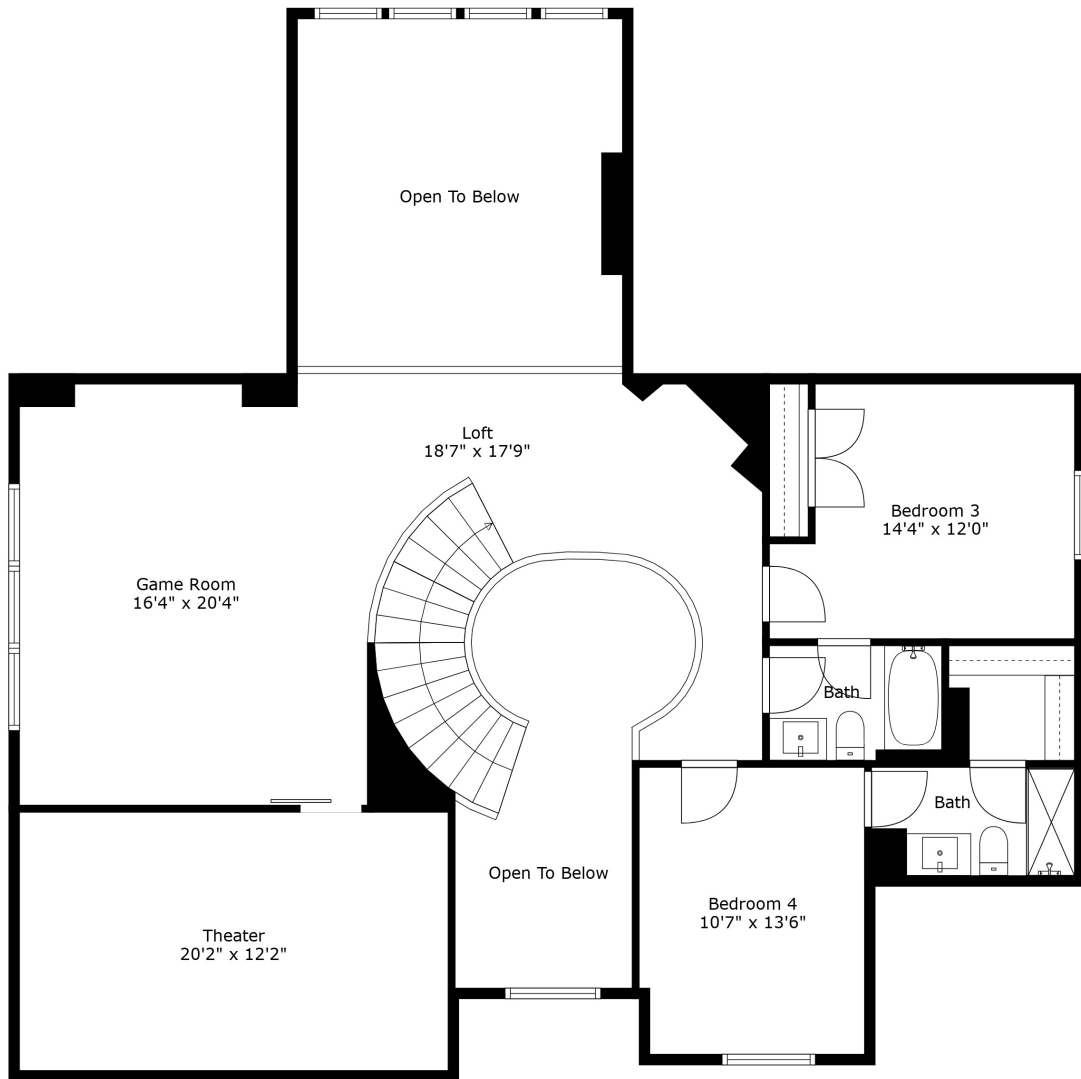 Open To Below
Loft
18'7" x 17'9"
Bedroom 3
14'4" x 12'0"
Game Room
16'4" x 20'4"
Bath
Bath
Open To Below
Bedroom 4
10'7" x 13'6"
Theater
20'2" x 12'2"